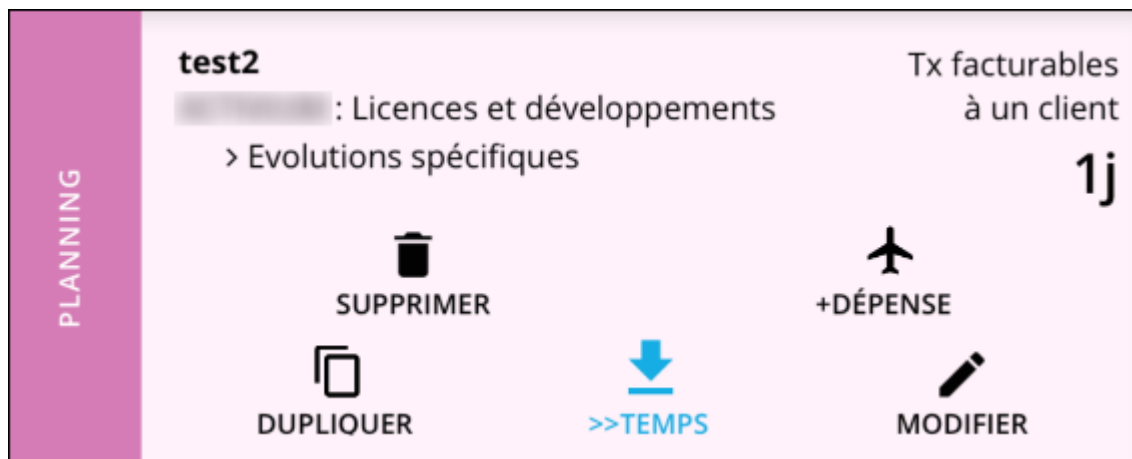 PLANNING
test2
: Licences et développements
> Evolutions spécifiques
Tx facturables
à un client
1j
SUPPRIMER
+DÉPENSE
DUPLIQUER
>>TEMPS
MODIFIER